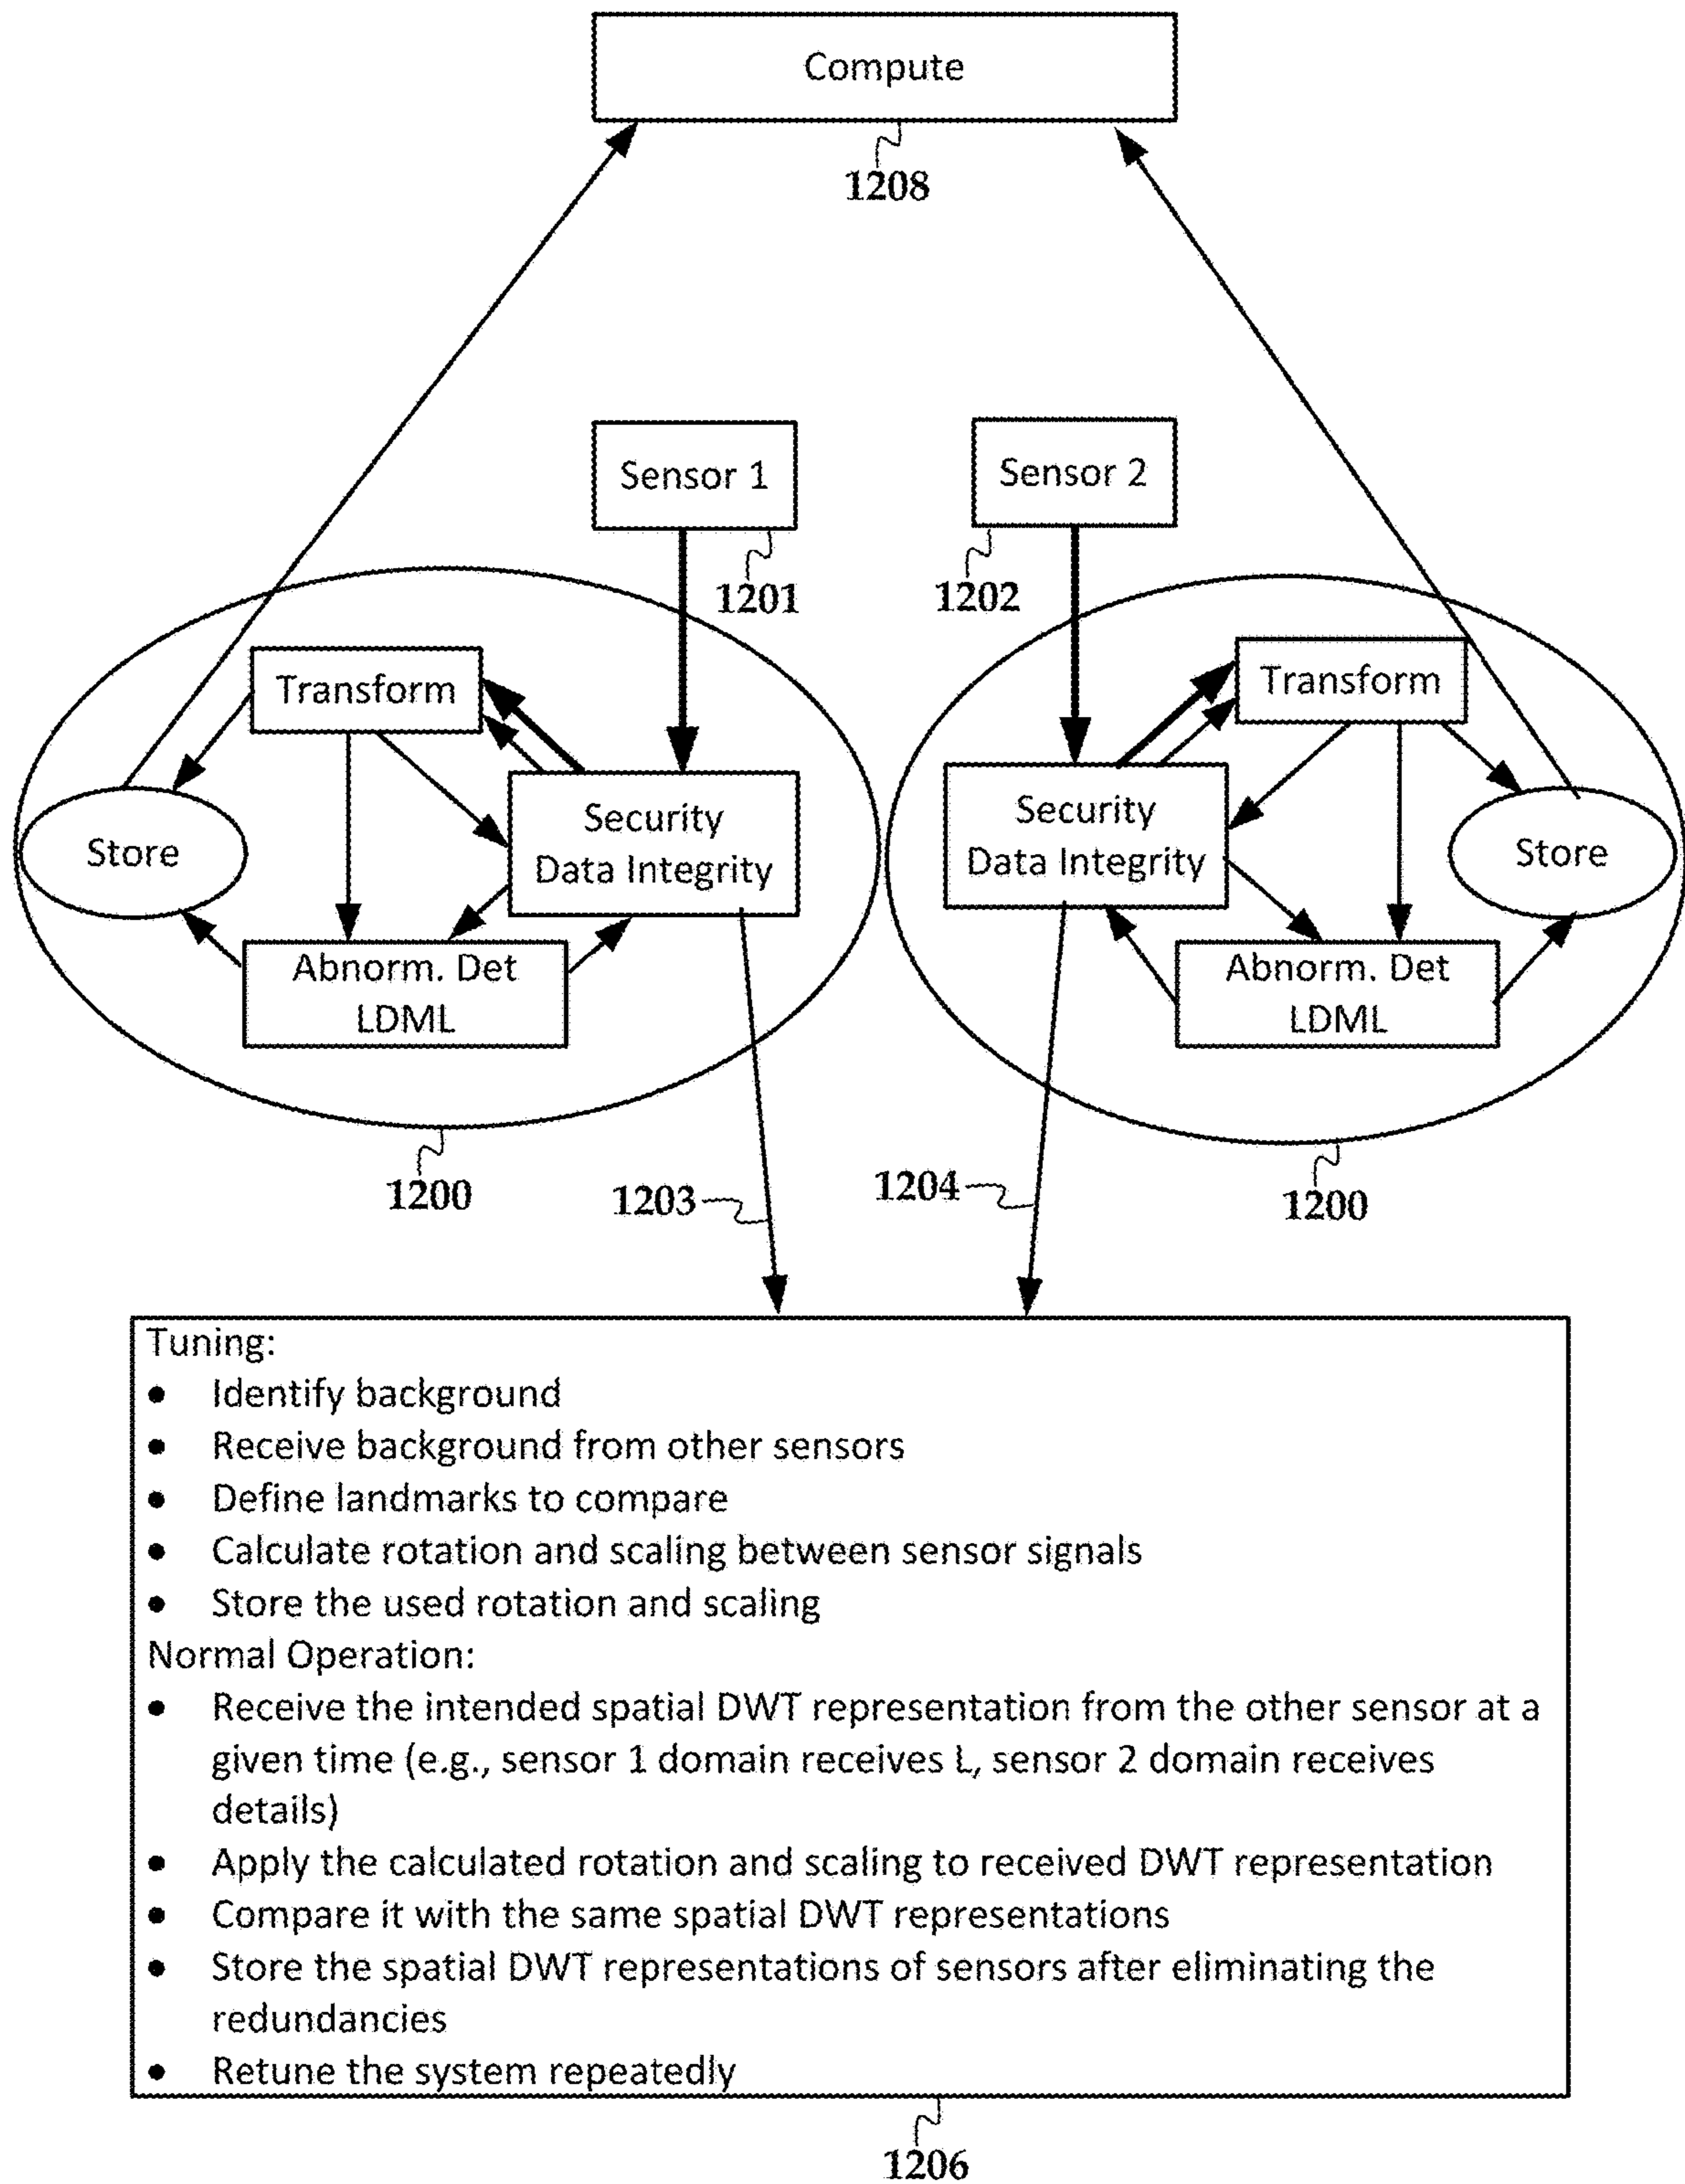 Compute
1208
Sensor 1
Sensor 2
1201
1202
Transform
Transform
Security
Data Integrity
Security
Data Integrity
Store
Store
Abnorm. Det
LDML
Abnorm. Det
LDML
1200
1203
1204
1200
Tuning:
• Identify background
• Receive background from other sensors
• Define landmarks to compare
• Calculate rotation and scaling between sensor signals
• Store the used rotation and scaling
Normal Operation:
• Receive the intended spatial DWT representation from the other sensor at a
given time (e.g., sensor 1 domain receives L, sensor 2 domain receives
details)
• Apply the calculated rotation and scaling to received DWT representation
• Compare it with the same spatial DWT representations
• Store the spatial DWT representations of sensors after eliminating the
redundancies
• Retune the system repeatedly
1206